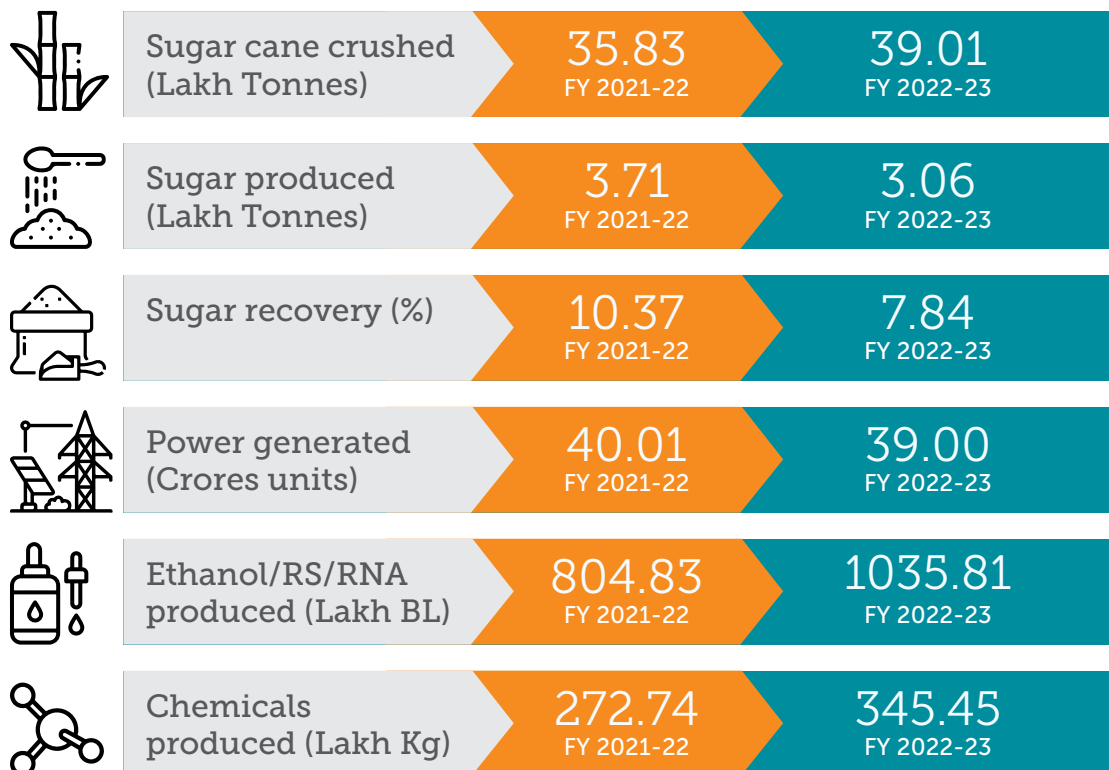 Sugar cane crushed
(Lakh Tonnes)
35.83
FY 2021-22
39.01
FY 2022-23
Sugar produced
(Lakh Tonnes)
3.71
FY 2021-22
3.06
FY 2022-23
Sugar recovery (%)
10.37
FY 2021-22
7.84
FY 2022-23
Power generated
(Crores units)
40.01
FY 2021-22
39.00
FY 2022-23
Ethanol/RS/RNA
produced (Lakh BL)
804.83
FY 2021-22
1035.81
FY 2022-23
Chemicals
produced (Lakh Kg)
272.74
FY 2021-22
345.45
FY 2022-23